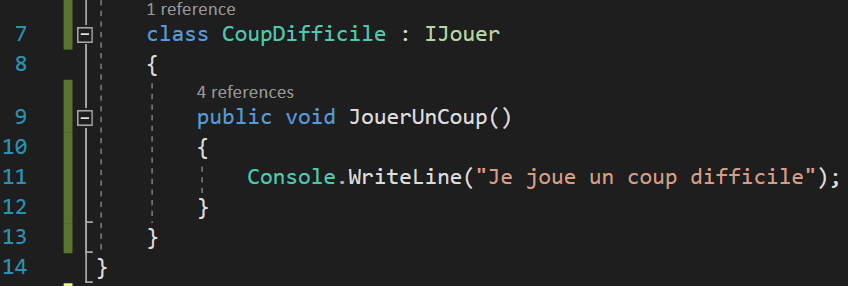 1 reference
7 class CoupDifficile : IJouer
8 {
4 references
9 public void JouerUnCoup()
10 {
11 Console.WriteLine("Je joue un coup difficile");
12 }
13 }
14 }